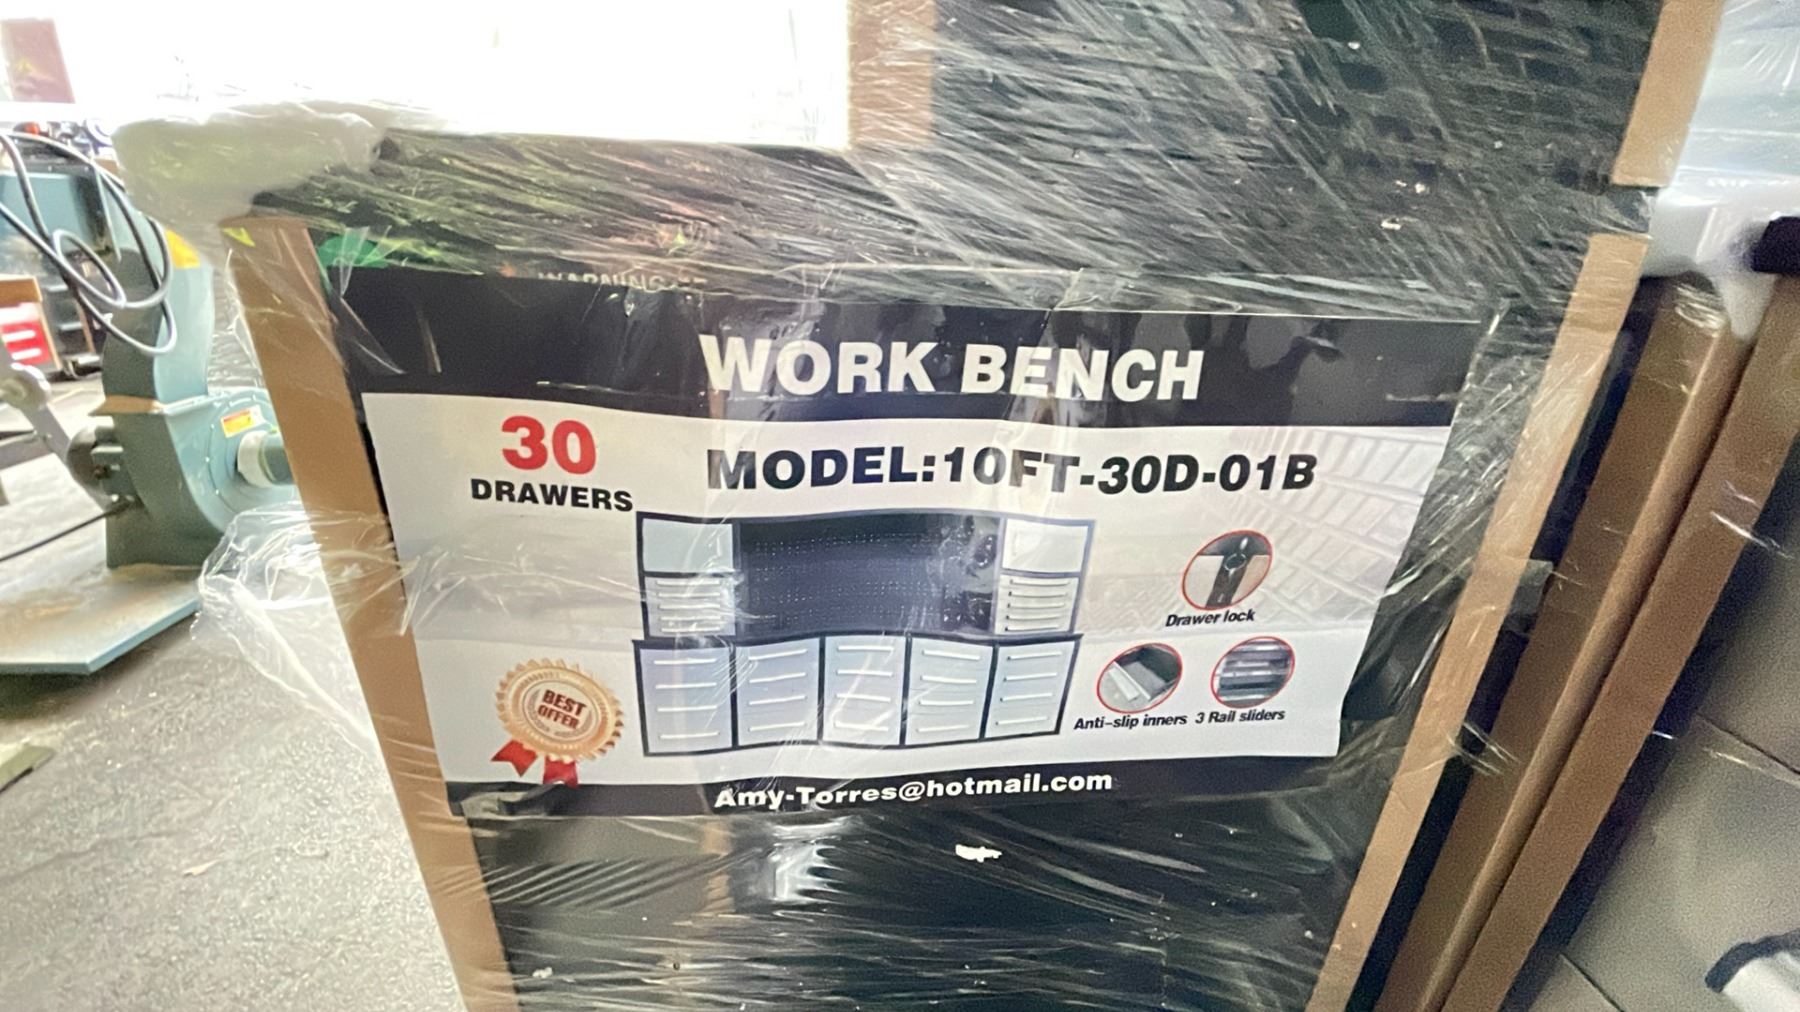 WARNING
WORK BENCH
30
DRAWERS
MODEL:10FT-30D-01B
Drawer lock
Anti-slip inners 3 Rail sliders
BEST
OFFER
Amy-Torres@hotmail.com